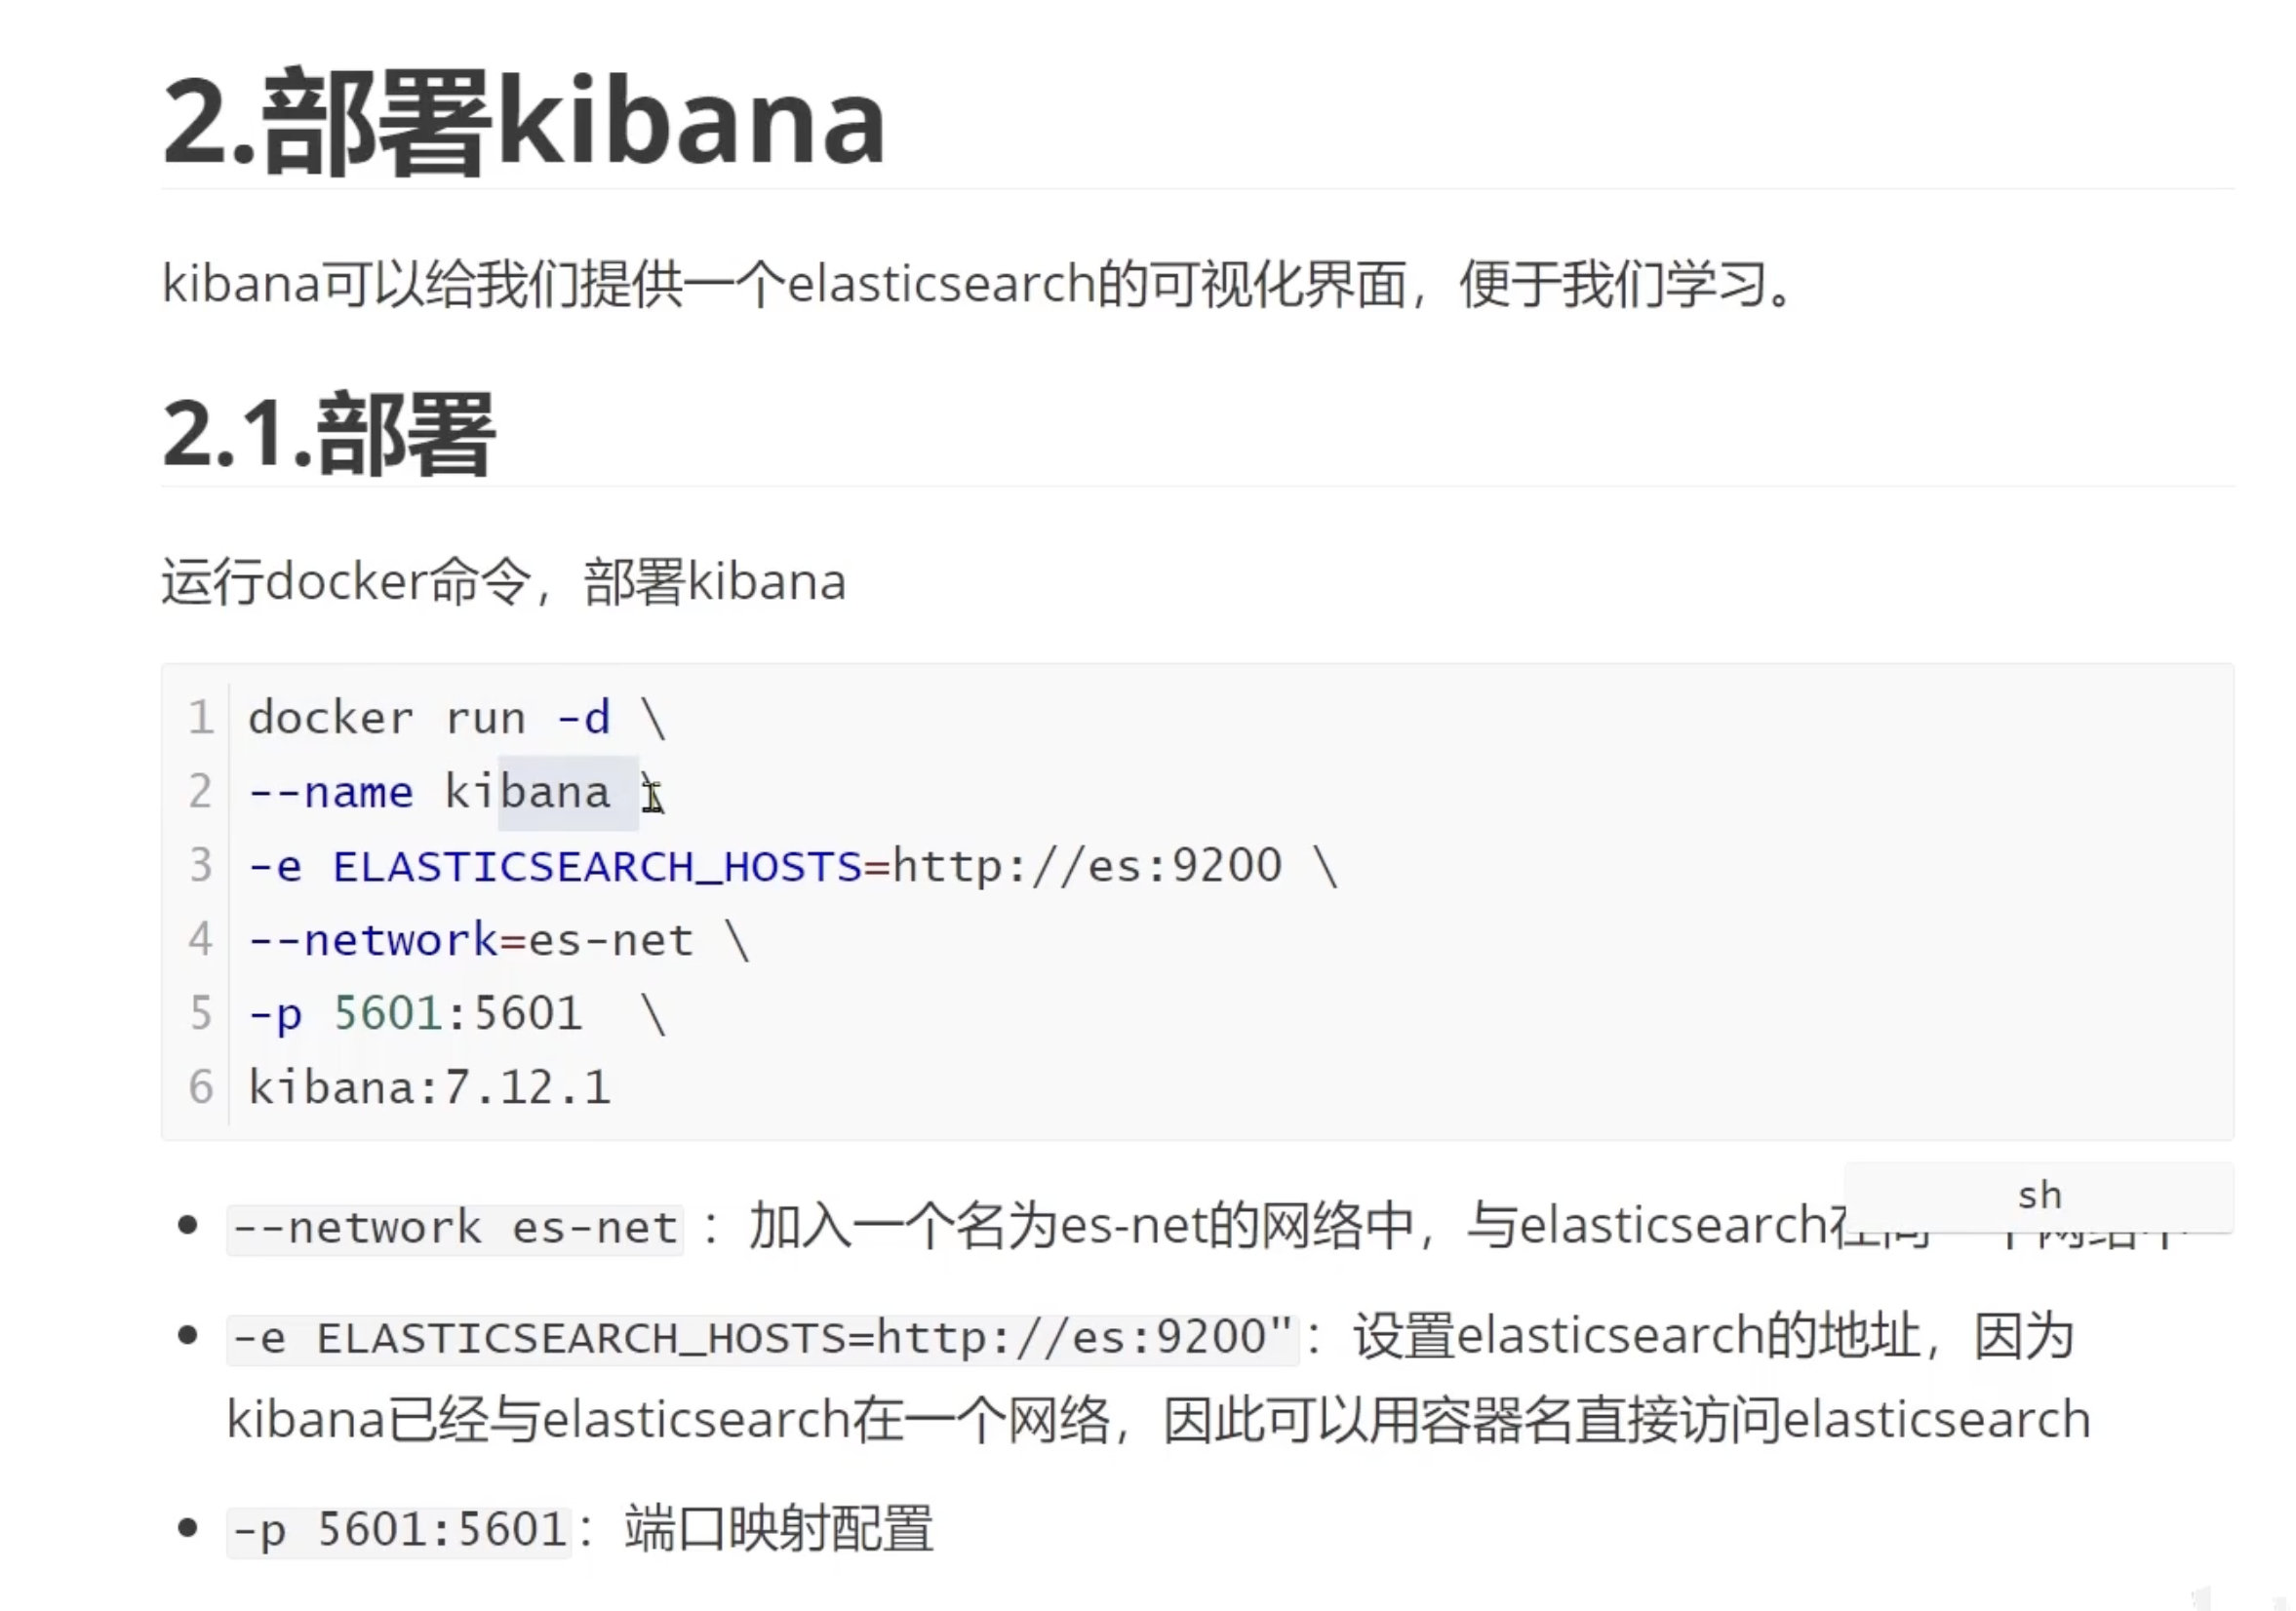 2.部署kibana
kibana可以给我们提供一个elasticsearch的可视化界面，便于我们学习。
2.1.部署
运行docker命令，部署kibana
1 docker run -d \
2 --name kibana \
3 -e ELASTICSEARCH_HOSTS=http://es:9200 \
4 --network=es-net \
5 -p 5601:5601  \
6 kibana:7.12.1
sh
--network es-net ：加入一个名为es-net的网络中，与elasticsearch在同一个网络中
-e ELASTICSEARCH_HOSTS=http://es:9200"：设置elasticsearch的地址，因为
kibana已经与elasticsearch在一个网络，因此可以用容器名直接访问elasticsearch
-p 5601:5601：端口映射配置